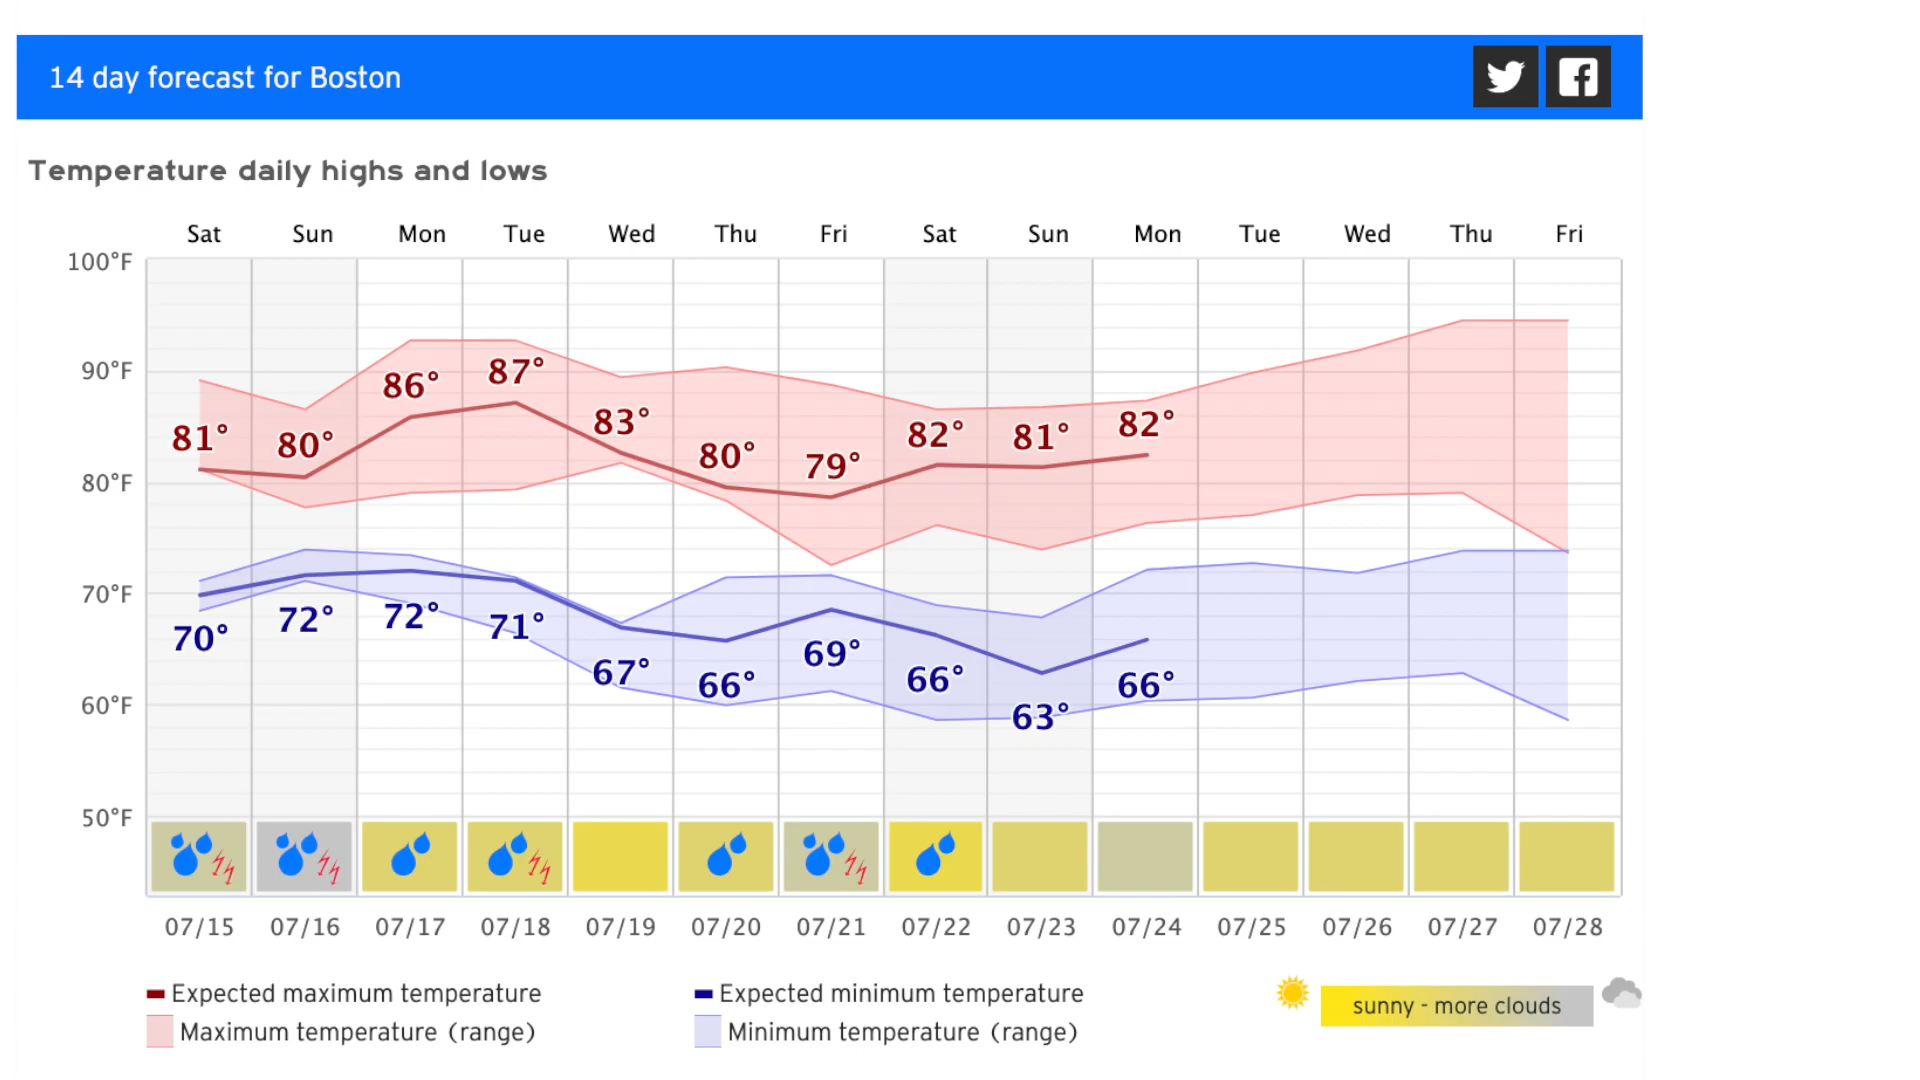 14 day forecast for Boston
Temperature daily highs and lows
Sat Sun Mon Tue Wed Thu Fri Sat Sun Mon Tue Wed Thu Fri
100°F
90°F
80°F
70°F
60°F
50°F
81° 80° 86° 87° 83° 80° 79° 82° 81° 82°
70° 72° 72° 71° 67° 66° 69° 66° 63° 66°
07/15 07/16 07/17 07/18 07/19 07/20 07/21 07/22 07/23 07/24 07/25 07/26 07/27 07/28
Expected maximum temperature
Maximum temperature (range)
Expected minimum temperature
Minimum temperature (range)
sunny - more clouds